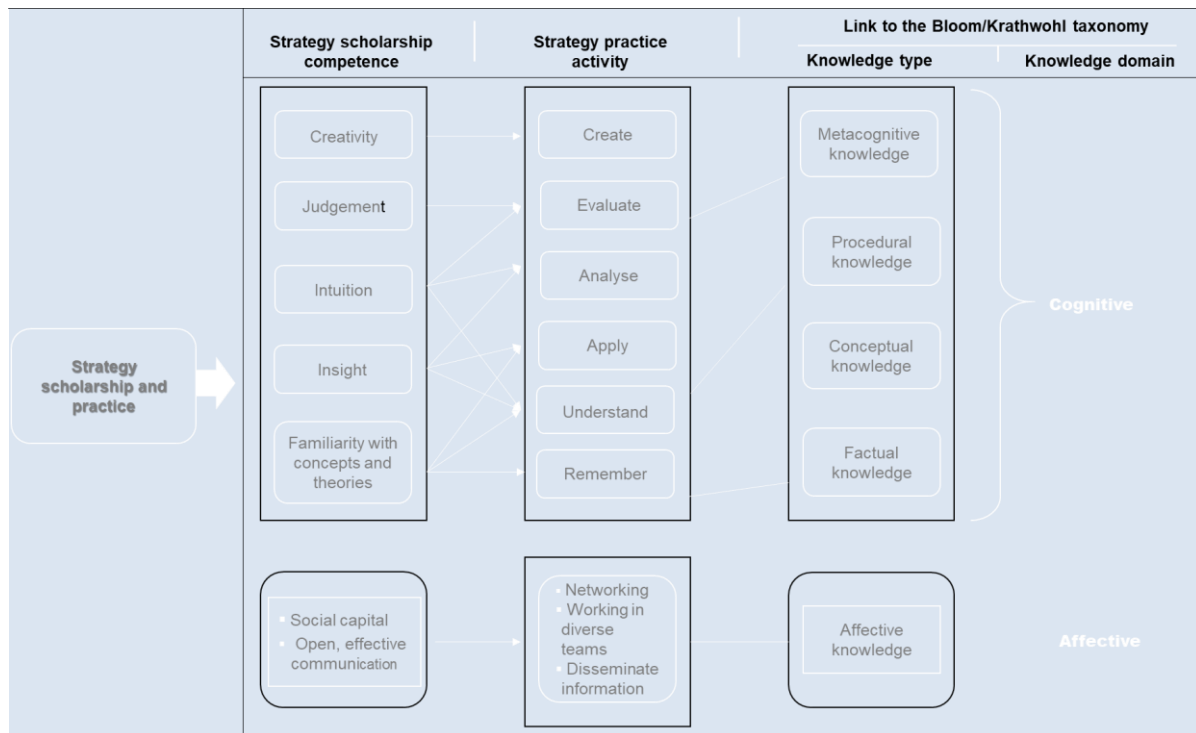 Strategy scholarship
competence
Strategy practice
activity
Link to the Bloom/Krathwohl taxonomy
Knowledge type
Knowledge domain
Strategy
scholarship and
practice
Creativity
Judgement
Intuition
Insight
Familiarity with
concepts and
theories
Create
Evaluate
Analyse
Apply
Understand
Remember
Metacognitive
knowledge
Procedural
knowledge
Conceptual
knowledge
Factual
knowledge
Cognitive
▪ Social capital
▪ Open, effective
communication
▪ Networking
▪ Working in
diverse
teams
▪ Disseminate
information
Affective
knowledge
Affective